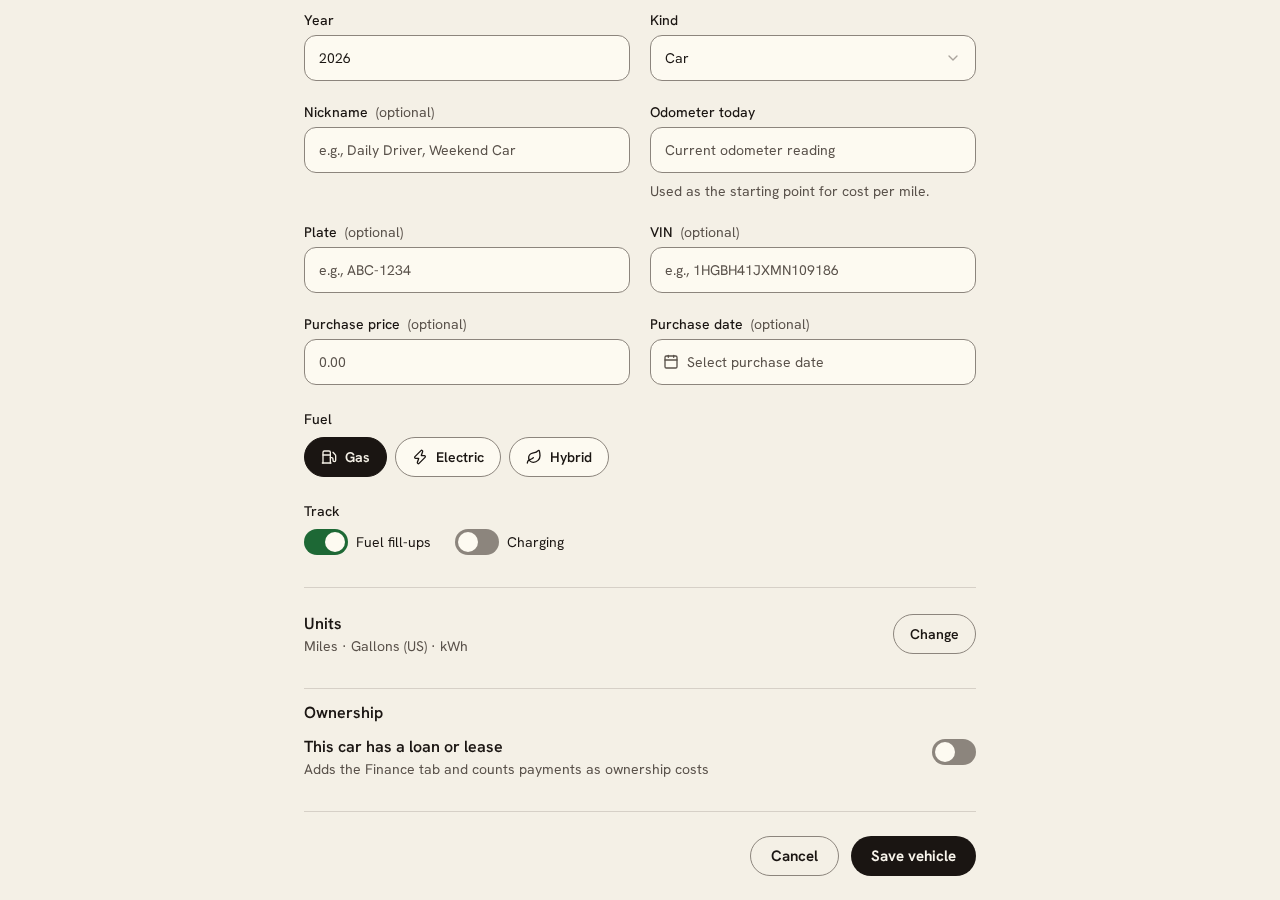 Year
Kind
2026
Car
Nickname (optional)
Odometer today
e.g., Daily Driver, Weekend Car
Current odometer reading
Used as the starting point for cost per mile.
Plate (optional)
VIN (optional)
e.g., ABC-1234
e.g., 1HGBH41JXMN109186
Purchase price (optional)
Purchase date (optional)
0.00
Select purchase date
Fuel
Gas
Electric
Hybrid
Track
Fuel fill-ups
Charging
Units
Miles · Gallons (US) · kWh
Change
Ownership
This car has a loan or lease
Adds the Finance tab and counts payments as ownership costs
Cancel
Save vehicle